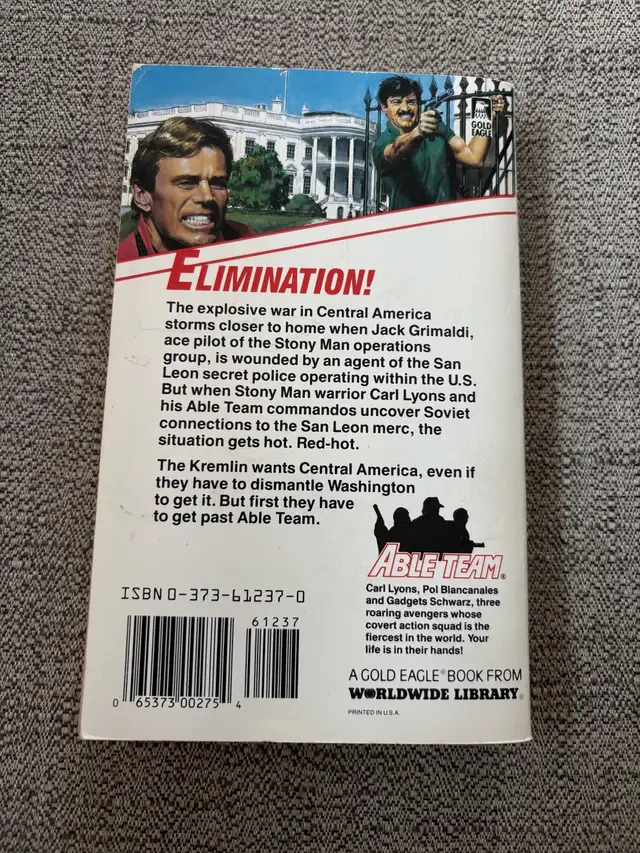 GOLD
EAGLE
ELIMINATION!
The explosive war in Central America
storms closer to home when Jack Grimaldi,
ace pilot of the Stony Man operations
group, is wounded by an agent of the San
Leon secret police operating within the U.S.
But when Stony Man warrior Carl Lyons and
his Able Team commandos uncover Soviet
connections to the San Leon merc, the
situation gets hot. Red-hot.
The Kremlin wants Central America, even if
they have to dismantle Washington
to get it. But first they have
to get past Able Team.
ABLE TEAM®
Carl Lyons, Pol Blancanales
and Gadgets Schwarz, three
roaring avengers whose
covert action squad is the
fiercest in the world. Your
life is in their hands!
ISBN 0-373-61237-0
61237
0 65373 00275 4
A GOLD EAGLE® BOOK FROM
WORLDWIDE LIBRARY®
PRINTED IN U.S.A.